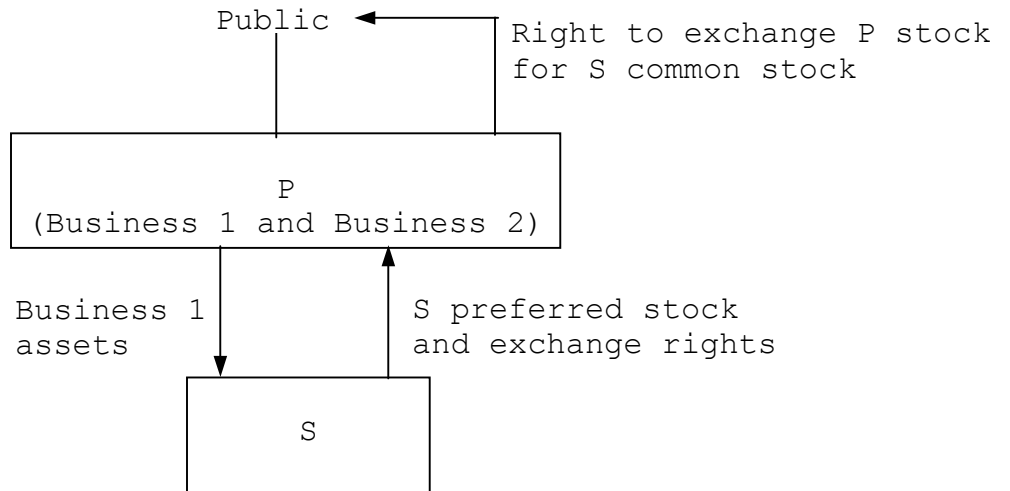 Public
Right to exchange P stock
for S common stock
P
(Business 1 and Business 2)
Business 1
assets
S preferred stock
and exchange rights
S